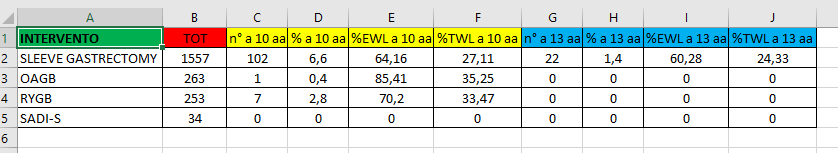 A B C D E F G H I J
1 INTERVENTO TOT n° a 10 aa % a 10 aa %EWL a 10 aa %TWL a 10 aa n° a 13 aa % a 13 aa %EWL a 13 aa %TWL a 13 aa
2 SLEEVE GASTRECTOMY 1557 102 6,6 64,16 27,11 22 1,4 60,28 24,33
3 OAGB 263 1 0,4 85,41 35,25 0 0 0 0
4 RYGB 253 7 2,8 70,2 33,47 0 0 0 0
5 SADI-S 34 0 0 0 0 0 0 0 0
6